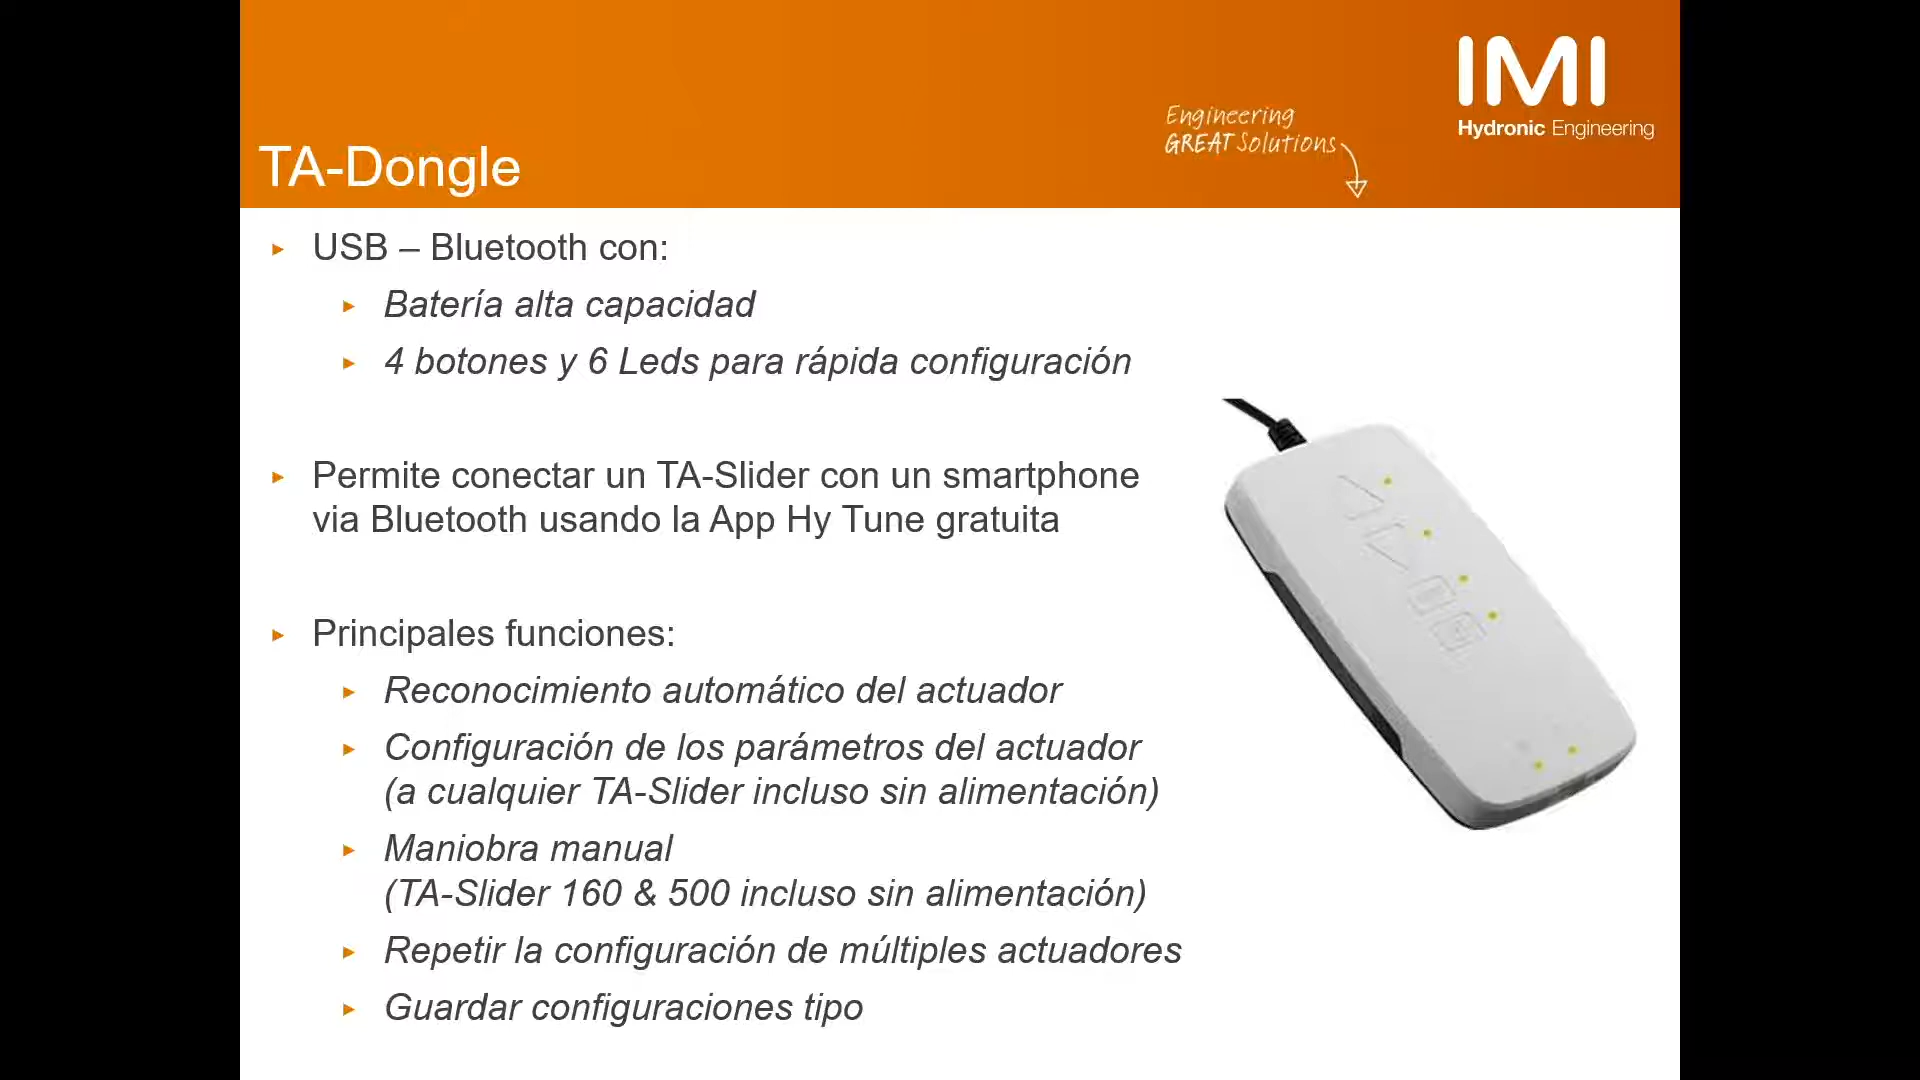 Engineering
GREAT Solutions
IMI
Hydronic Engineering
TA-Dongle
USB – Bluetooth con:
Batería alta capacidad
4 botones y 6 Leds para rápida configuración
Permite conectar un TA-Slider con un smartphone
via Bluetooth usando la App Hy Tune gratuita
Principales funciones:
Reconocimiento automático del actuador
Configuración de los parámetros del actuador
(a cualquier TA-Slider incluso sin alimentación)
Maniobra manual
(TA-Slider 160 & 500 incluso sin alimentación)
Repetir la configuración de múltiples actuadores
Guardar configuraciones tipo